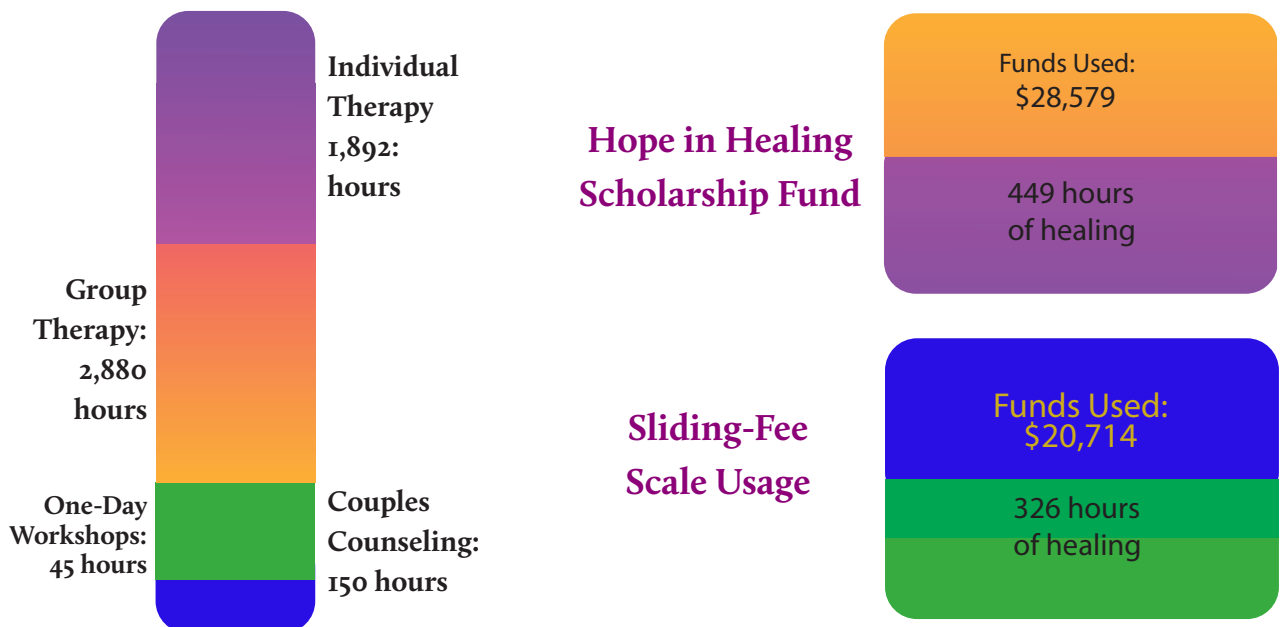 Individual
Therapy
1,892:
hours
Group
Therapy:
2,880
hours
One-Day
Workshops:
45 hours
Couples
Counseling:
150 hours
Hope in Healing
Scholarship Fund
Funds Used:
$28,579
449 hours
of healing
Sliding-Fee
Scale Usage
Funds Used:
$20,714
326 hours
of healing